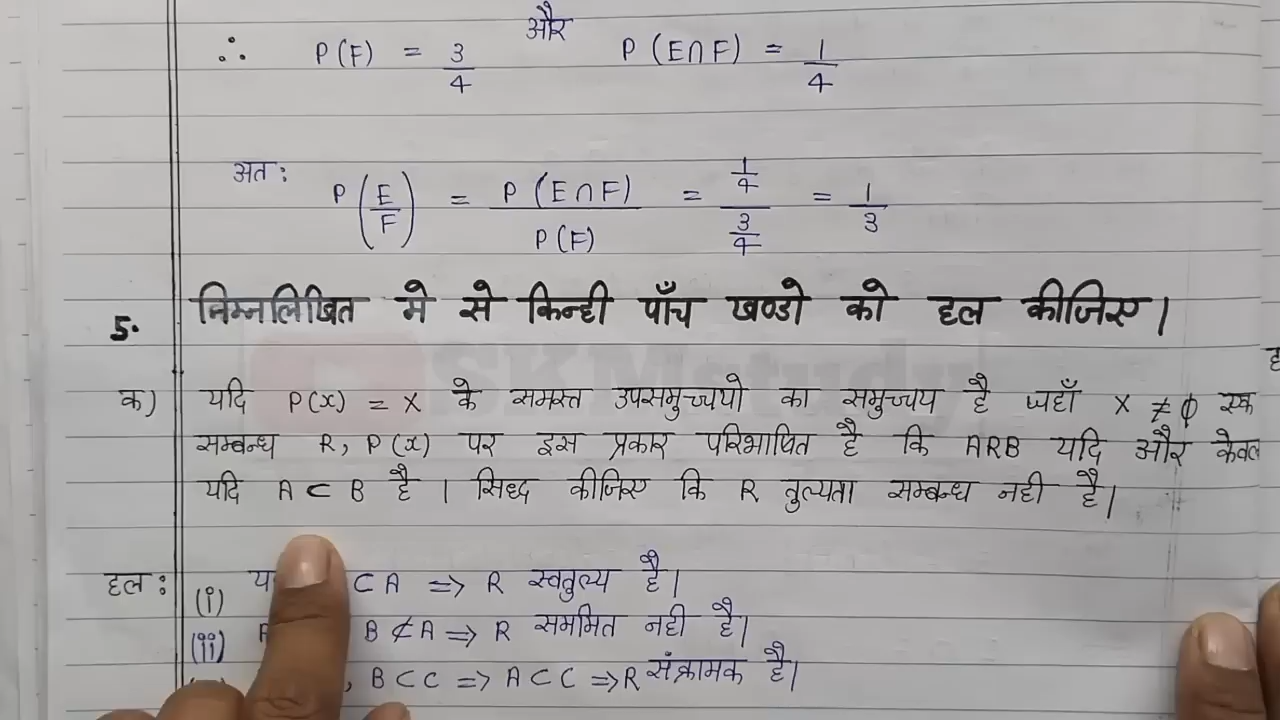 ∴ P(F) = 3/4 और P(E∩F) = 1/4
अतः P(E/F) = P(E∩F)/P(F) = (1/4)/(3/4) = 1/3
5. निम्नलिखित मे से किन्ही पाँच खण्डो को हल कीजिए।
SKMstudy
क) यदि P(x) = X के समस्त उपसमुच्चयो का समुच्चय है जहाँ X ≠ ϕ एक
सम्बन्ध R, P(x) पर इस प्रकार परिभाषित है कि ARB यदि और केवल
यदि A ⊂ B है । सिध्द कीजिए कि R तुल्यता सम्बन्ध नही है।
हल: (i) ⊂ A => R स्वतुल्य है।
(ii) B ⊄ A => R सममित नही है।
, B ⊂ C => A ⊂ C => R संक्रामक है।